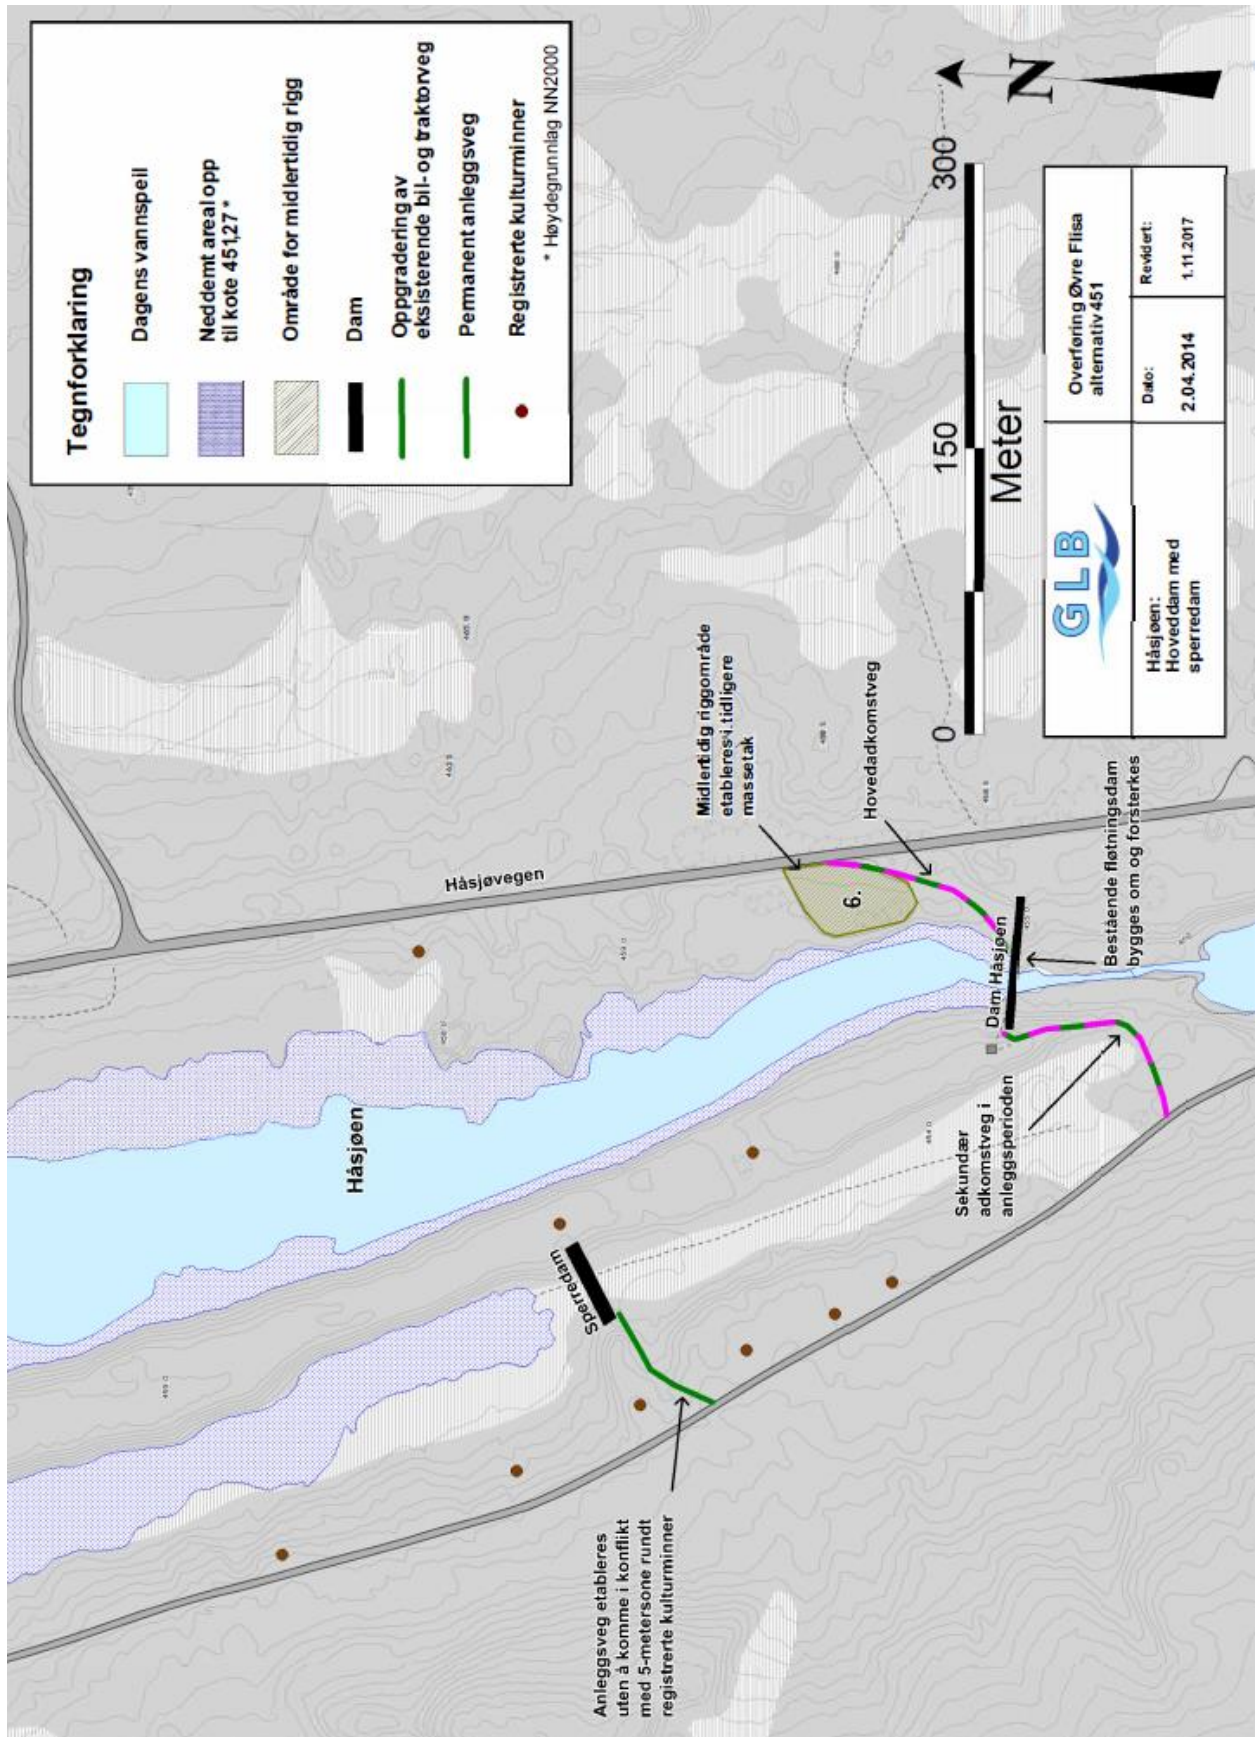 Tegnforklaring
Dagens vannspeil
Neddemt areal opp
til kote 451,27 *
Område for midlertidig rigg
Dam
Oppgradering av
eksisterende bil- og traktorveg
Permanent anleggsveg
Registrerte kulturminner
* Høydegrunnlag NN2000
N
Håsjøvegen
Håsjøen
Sperredam
Midlertidig riggområde
etableres i tidligere
massetak
6.
Hovedadkomstveg
Dam Håsjøen
Bestående fløtningsdam
bygges om og forsterkes
Sekundær
adkomstveg i
anleggsperioden
Anleggsveg etableres
uten å komme i konflikt
med 5-metersone rundt
registrerte kulturminner
0 150 300
Meter
GLB
Overføring Øvre Flisa
alternativ 451
Håsjøen:
Hoveddam med
sperredam
Dato:
2.04.2014
Revidert:
1.11.2017